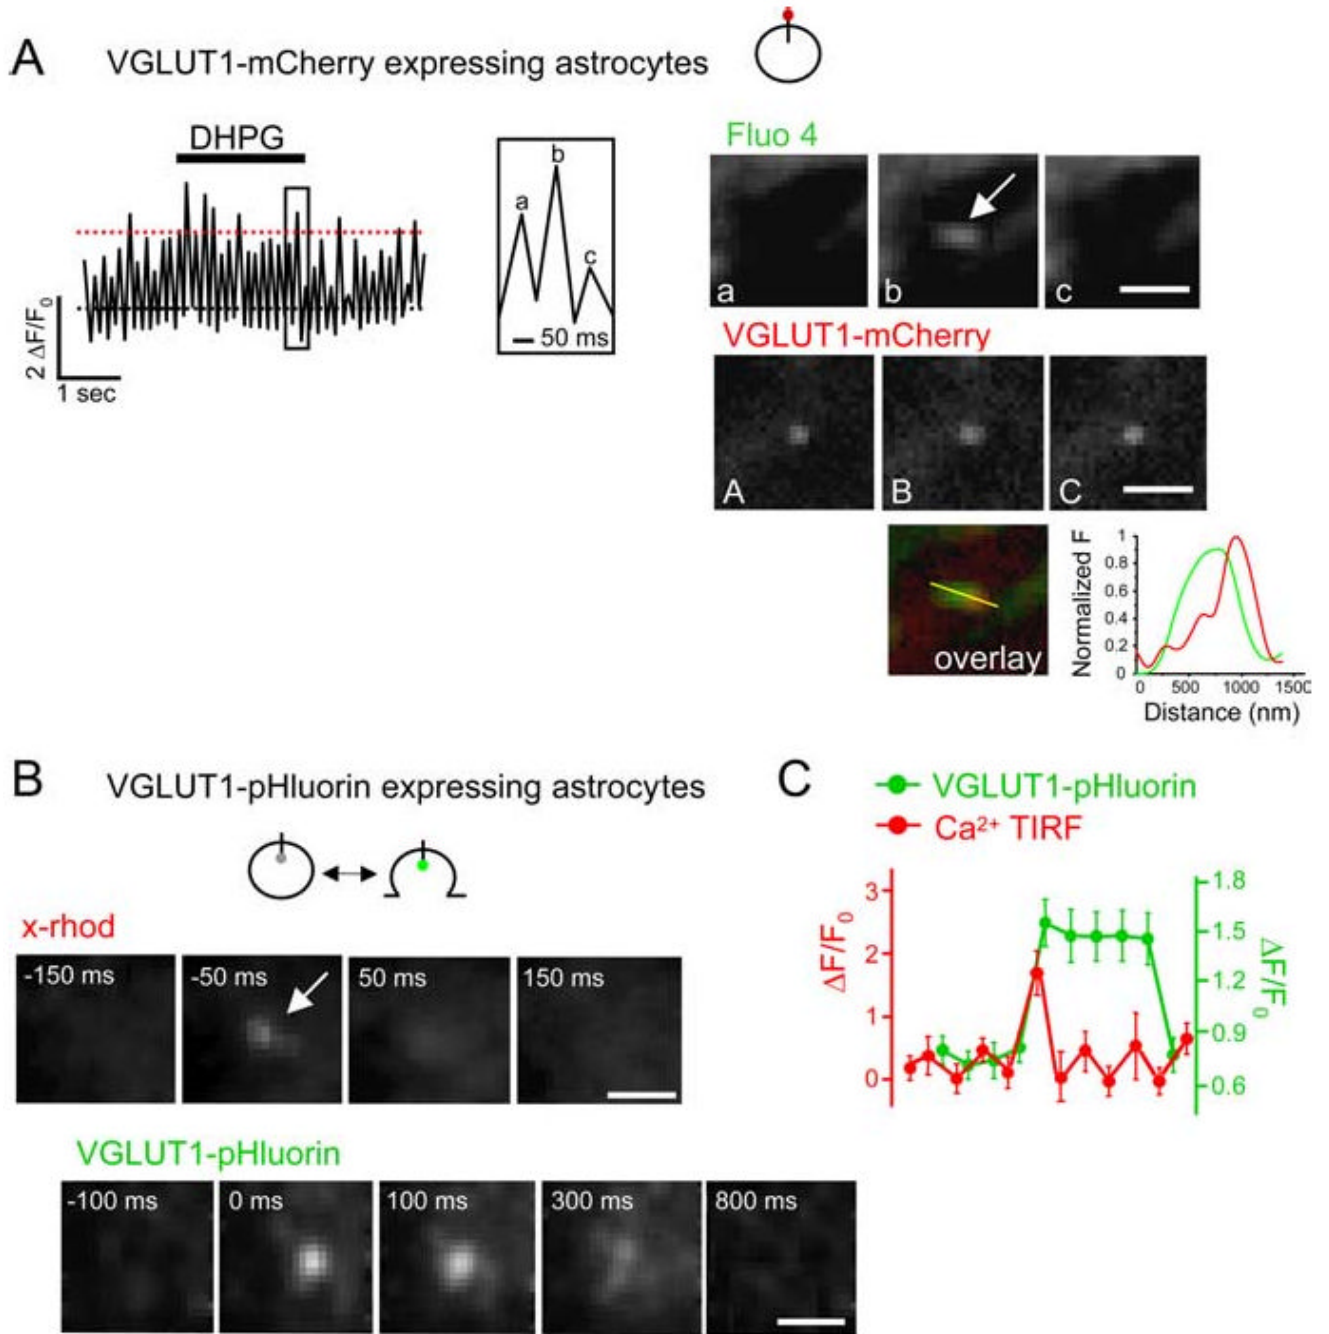 A VGLUT1-mCherry expressing astrocytes
DHPG
2 ΔF/F₀
1 sec
a
b
c
50 ms
Fluo 4
a
b
c
VGLUT1-mCherry
A
B
C
overlay
Normalized F
1
0.8
0.6
0.4
0.2
0
0 500 1000 1500
Distance (nm)
B VGLUT1-pHluorin expressing astrocytes
x-rhod
-150 ms
-50 ms
50 ms
150 ms
VGLUT1-pHluorin
-100 ms
0 ms
100 ms
300 ms
800 ms
C
VGLUT1-pHluorin
Ca²⁺ TIRF
ΔF/F₀
3
2
1
0
1.8
1.5
1.2
0.9
0.6
ΔF/F₀